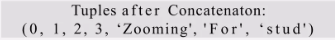 Tuples after Concatenaton:
(0, 1, 2, 3, ‘Zooming', 'For', ‘stud')